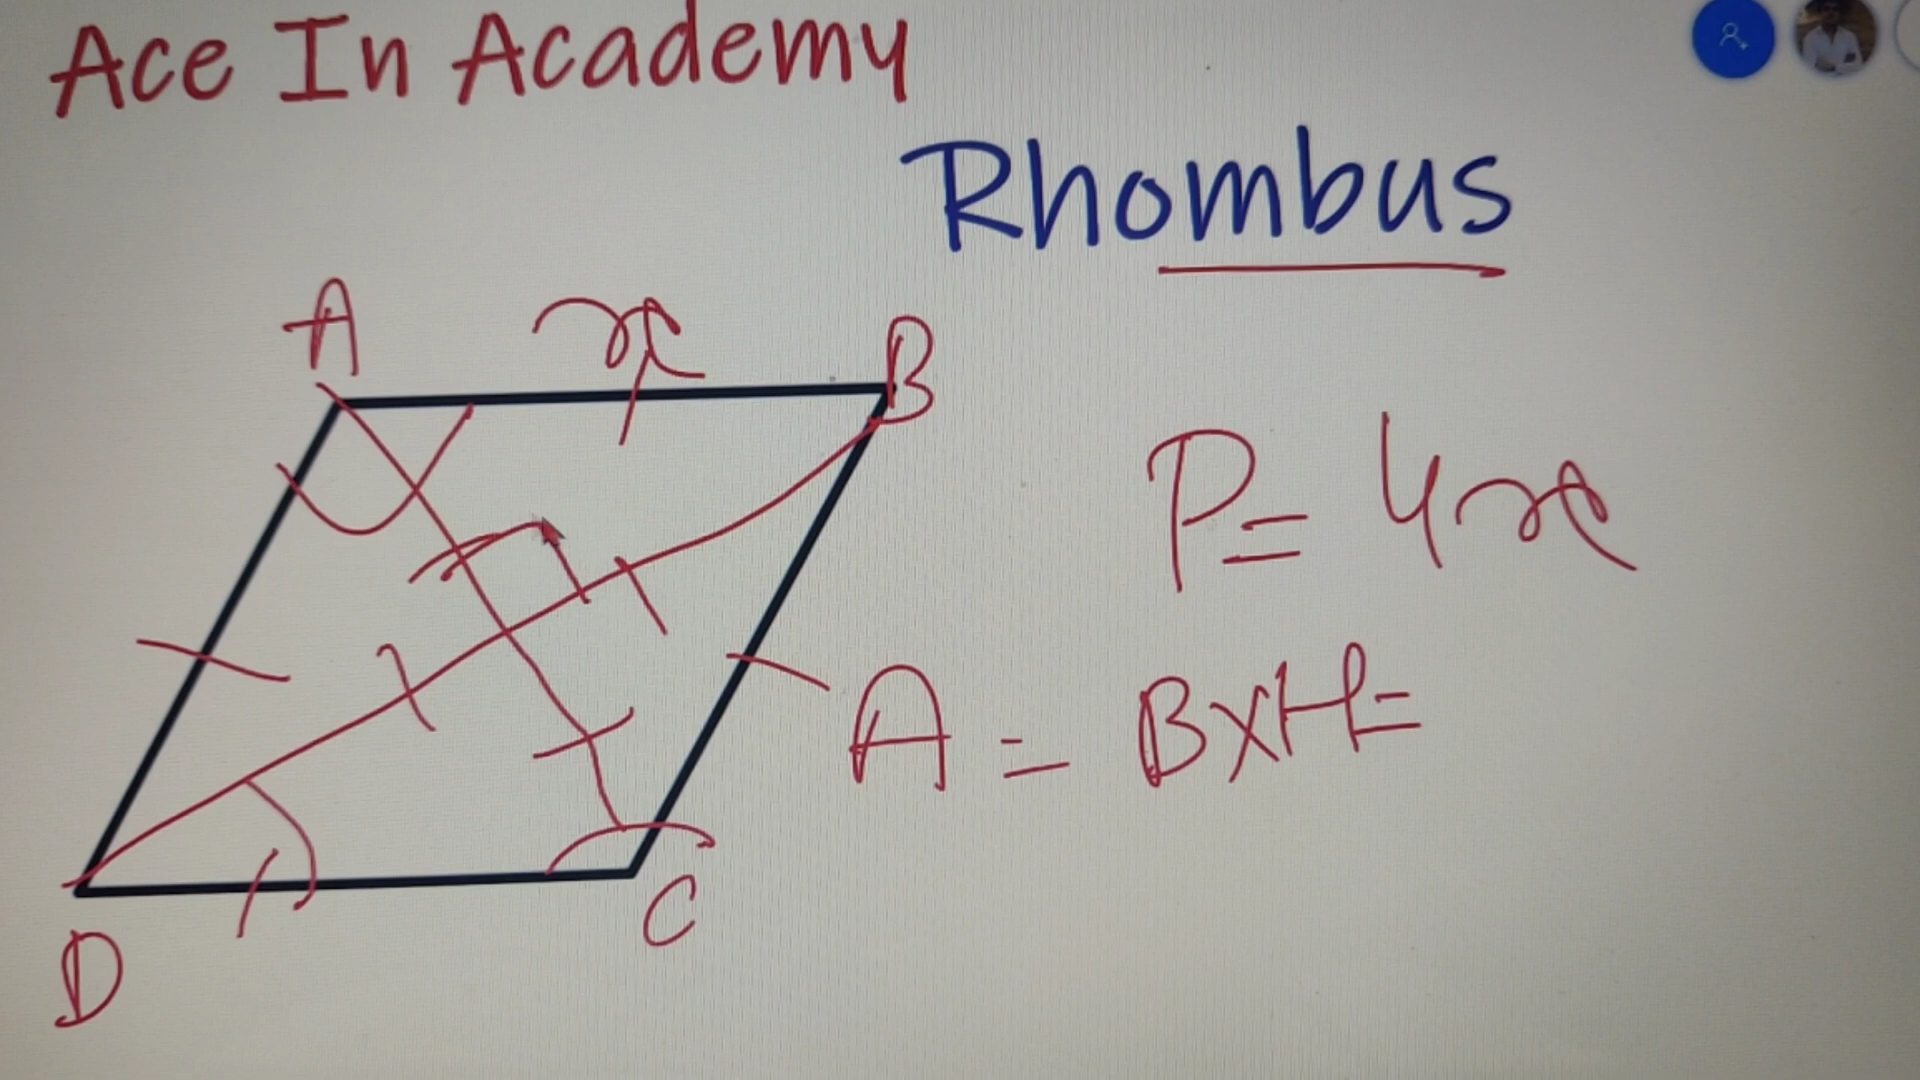 Ace In Academy
Rhombus
A
x
B
P = 4x
A = B×H=
C
D